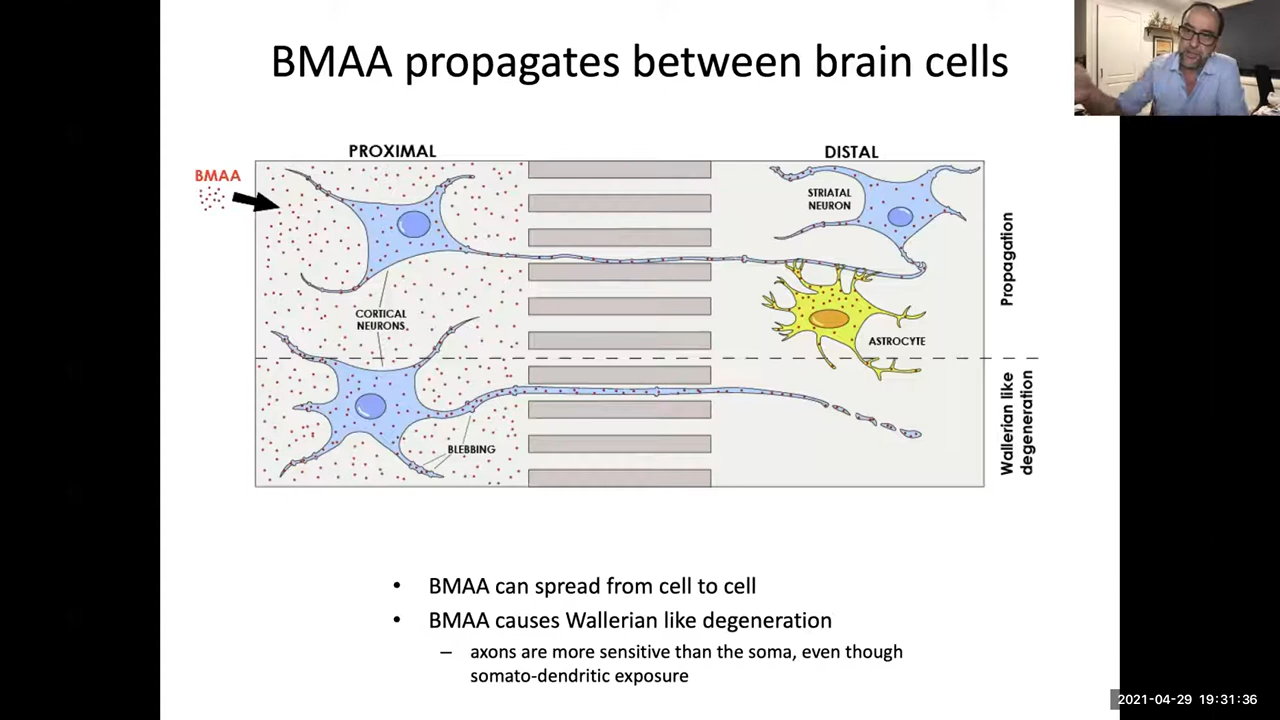 BMAA propagates between brain cells
PROXIMAL
DISTAL
BMAA
STRIATAL
NEURON
Propagation
CORTICAL
NEURONS
ASTROCYTE
BLEBBING
Wallerian like
degeneration
• BMAA can spread from cell to cell
• BMAA causes Wallerian like degeneration
– axons are more sensitive than the soma, even though
somato-dendritic exposure
2021-04-29 19:31:36